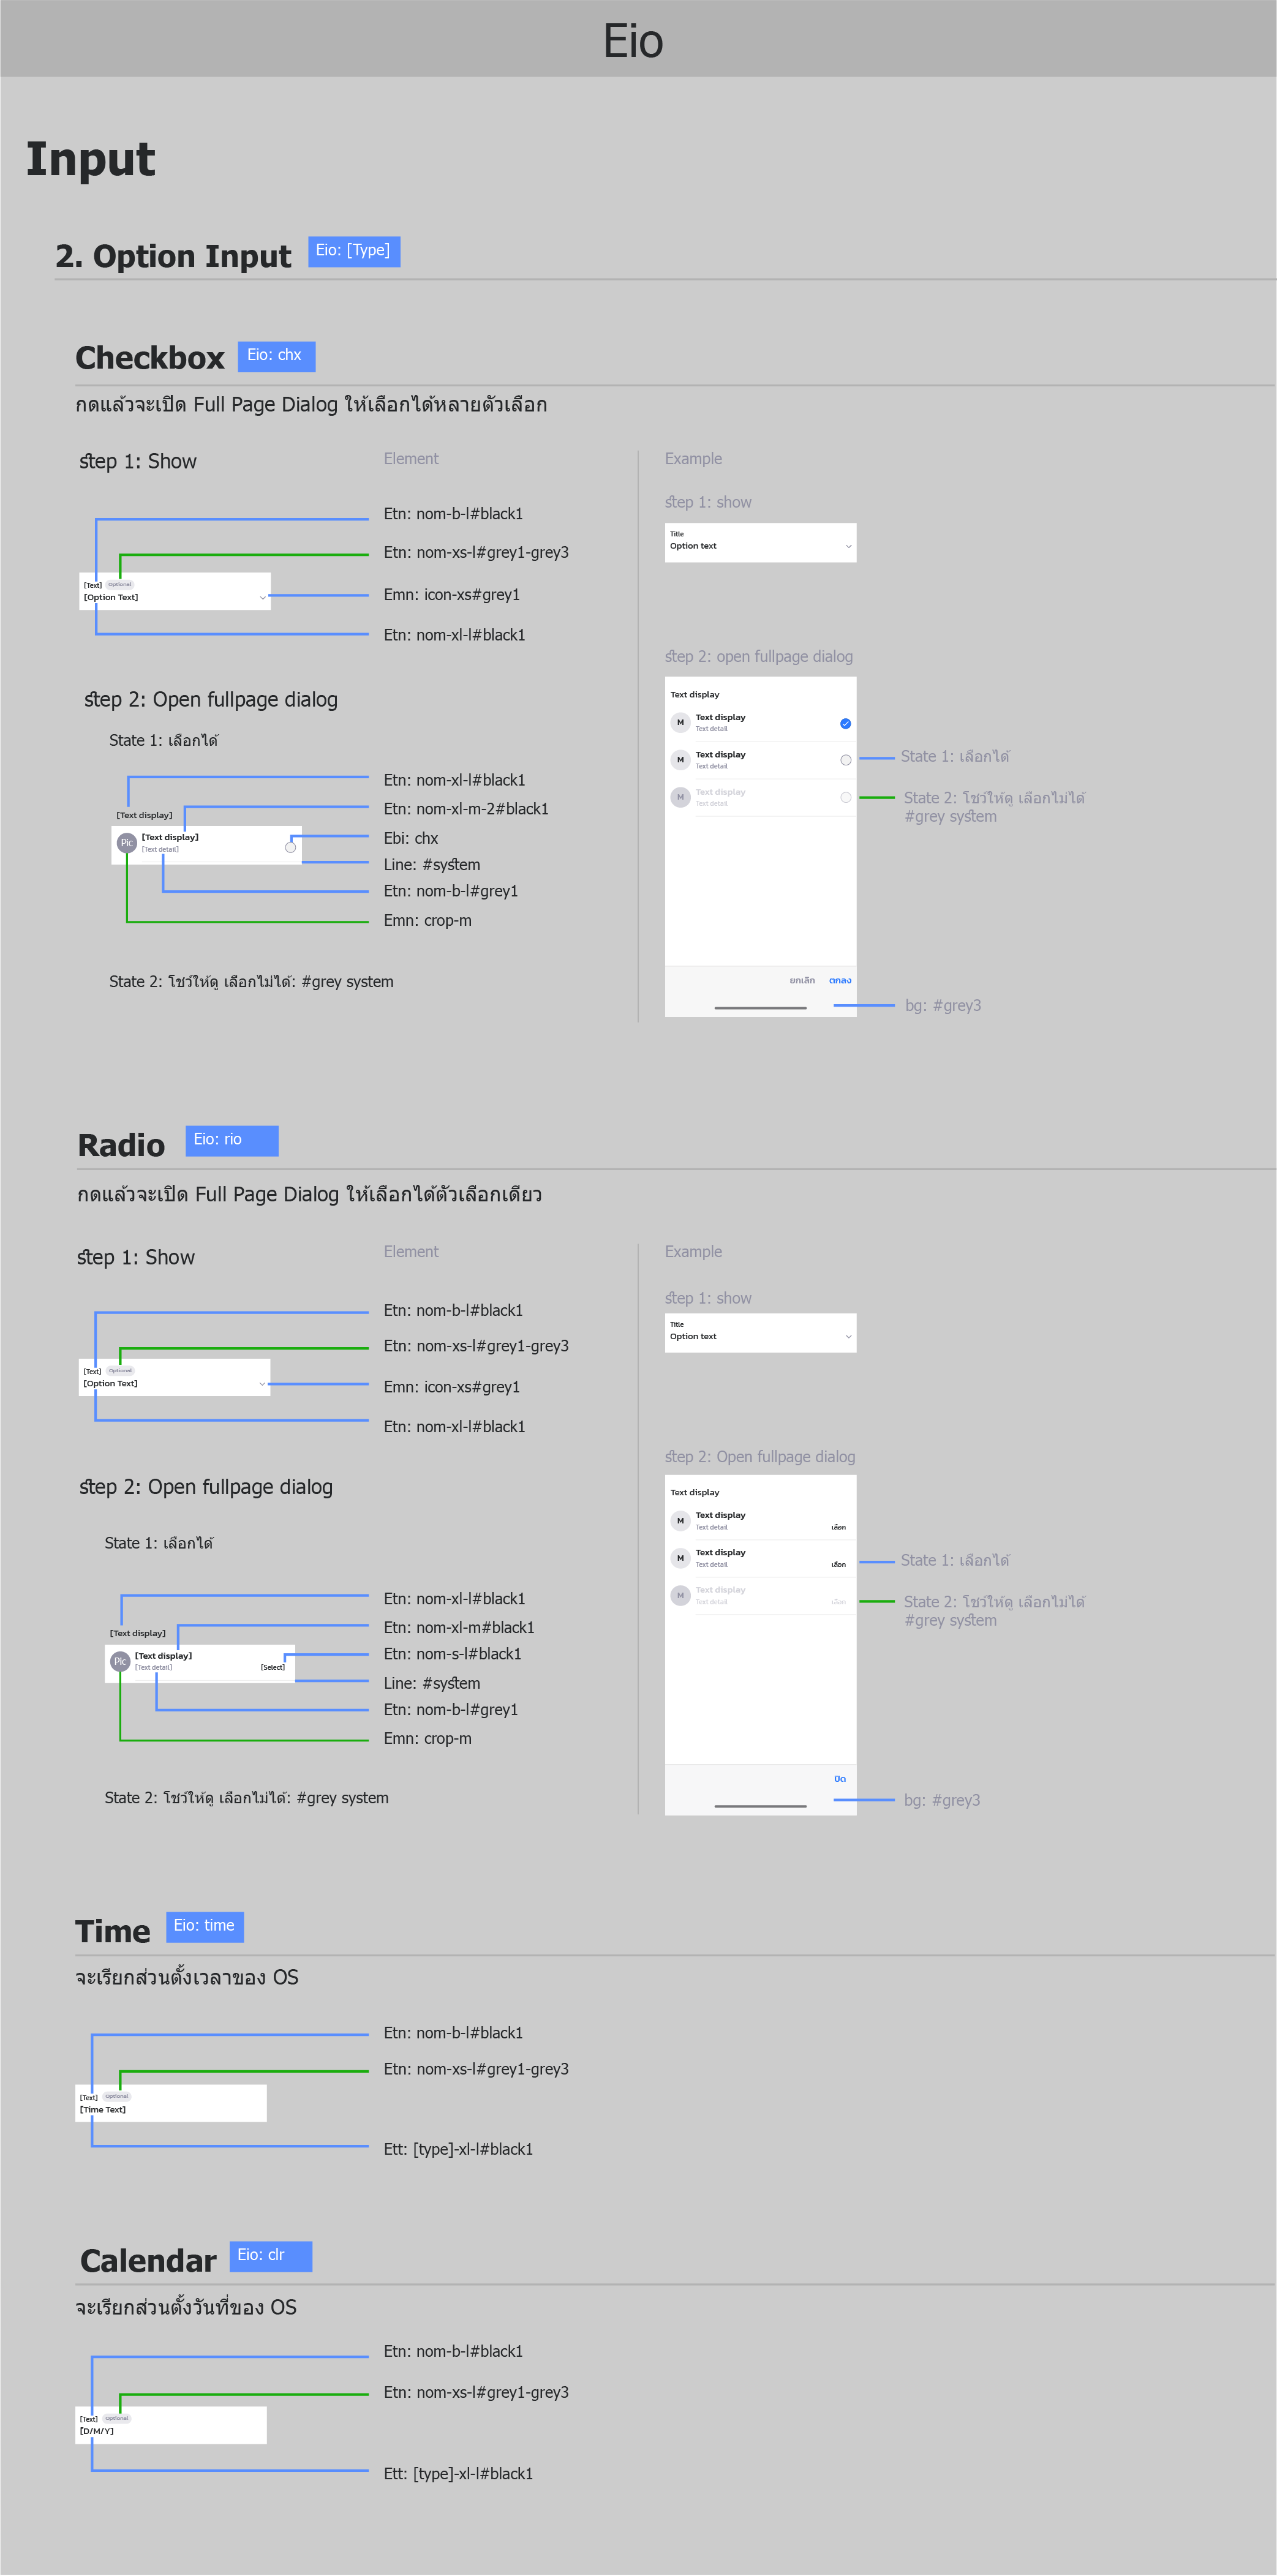 Eio
Input
2. Option Input
Eio: [Type]
Checkbox
Eio: chx
กดแล้วจะเปิด Full Page Dialog ให้เลือกได้หลายตัวเลือก
step 1: Show
Element
Etn: nom-b-l#black1
Etn: nom-xs-l#grey1-grey3
[Text] Optional
[Option Text]
Emn: icon-xs#grey1
Etn: nom-xl-l#black1
Example
step 1: show
Title
Option text
step 2: Open fullpage dialog
State 1: เลือกได้
Etn: nom-xl-l#black1
Etn: nom-xl-m-2#black1
[Text display]
Pic
[Text display]
[Text detail]
Ebi: chx
Line: #system
Etn: nom-b-l#grey1
Emn: crop-m
State 2: โชว์ให้ดู เลือกไม่ได้: #grey system
step 2: open fullpage dialog
Text display
M
Text display
Text detail
M
Text display
Text detail
State 1: เลือกได้
M
Text display
Text detail
State 2: โชว์ให้ดู เลือกไม่ได้
#grey system
ยกเลิก ตกลง
bg: #grey3
Radio
Eio: rio
กดแล้วจะเปิด Full Page Dialog ให้เลือกได้ตัวเลือกเดียว
step 1: Show
Element
Etn: nom-b-l#black1
Etn: nom-xs-l#grey1-grey3
[Text] Optional
[Option Text]
Emn: icon-xs#grey1
Etn: nom-xl-l#black1
Example
step 1: show
Title
Option text
step 2: Open fullpage dialog
State 1: เลือกได้
Etn: nom-xl-l#black1
Etn: nom-xl-m#black1
[Text display]
Pic
[Text display]
[Text detail]
[Select]
Etn: nom-s-l#black1
Line: #system
Etn: nom-b-l#grey1
Emn: crop-m
State 2: โชว์ให้ดู เลือกไม่ได้: #grey system
step 2: Open fullpage dialog
Text display
M
Text display
Text detail
เลือก
M
Text display
Text detail
เลือก
State 1: เลือกได้
M
Text display
Text detail
เลือก
State 2: โชว์ให้ดู เลือกไม่ได้
#grey system
ปิด
bg: #grey3
Time
Eio: time
จะเรียกส่วนตั้งเวลาของ OS
Etn: nom-b-l#black1
Etn: nom-xs-l#grey1-grey3
[Text] Optional
[Time Text]
Ett: [type]-xl-l#black1
Calendar
Eio: clr
จะเรียกส่วนตั้งวันที่ของ OS
Etn: nom-b-l#black1
Etn: nom-xs-l#grey1-grey3
[Text] Optional
[D/M/Y]
Ett: [type]-xl-l#black1